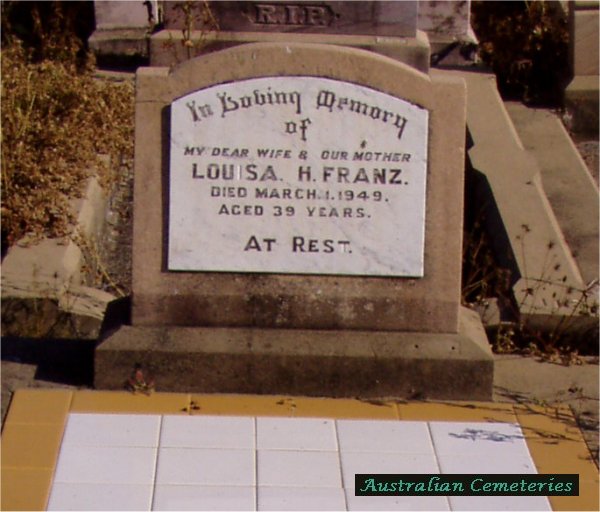 R.I.P.
In Loving Memory
of
MY DEAR WIFE & OUR MOTHER
LOUISA. H. FRANZ.
DIED MARCH.1.1949.
AGED 39 YEARS.
AT REST.
Australian Cemeteries